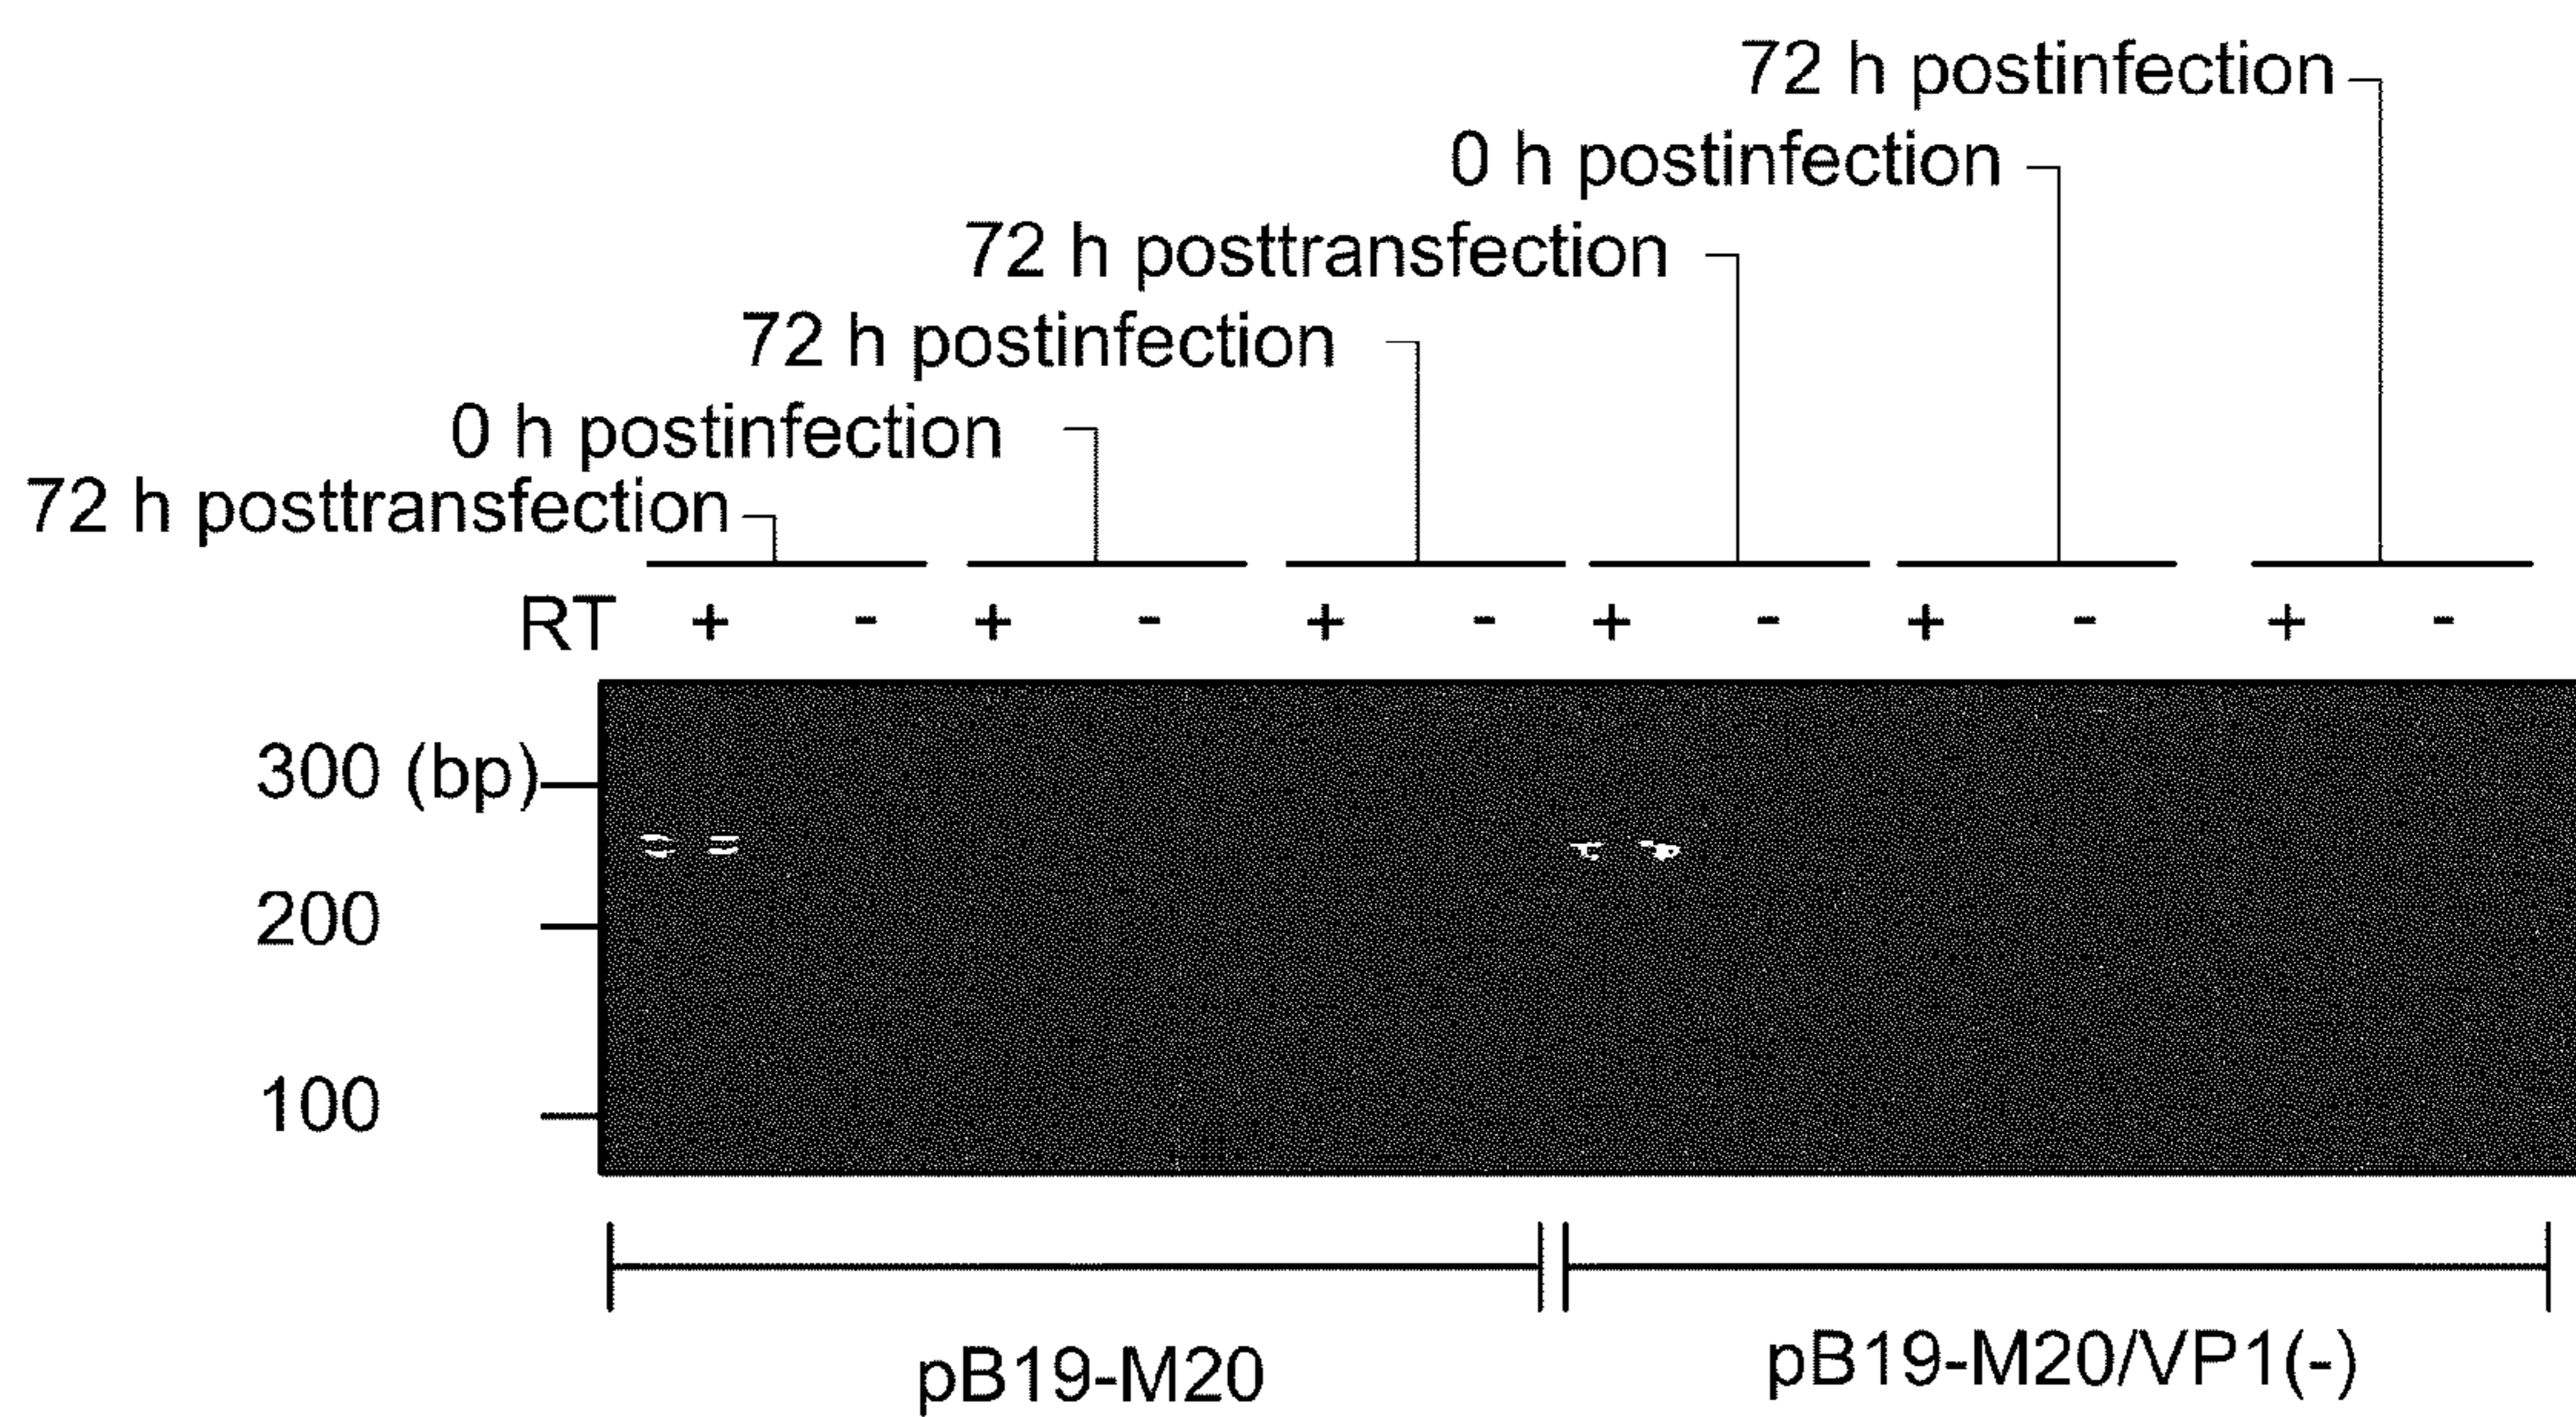 72 h postinfection
0 h postinfection
72 h posttransfection
72 h postinfection
0 h postinfection
72 h posttransfection
RT + - + - + - + - + - + -
300 (bp)
200
100
pB19-M20 pB19-M20/VP1(-)